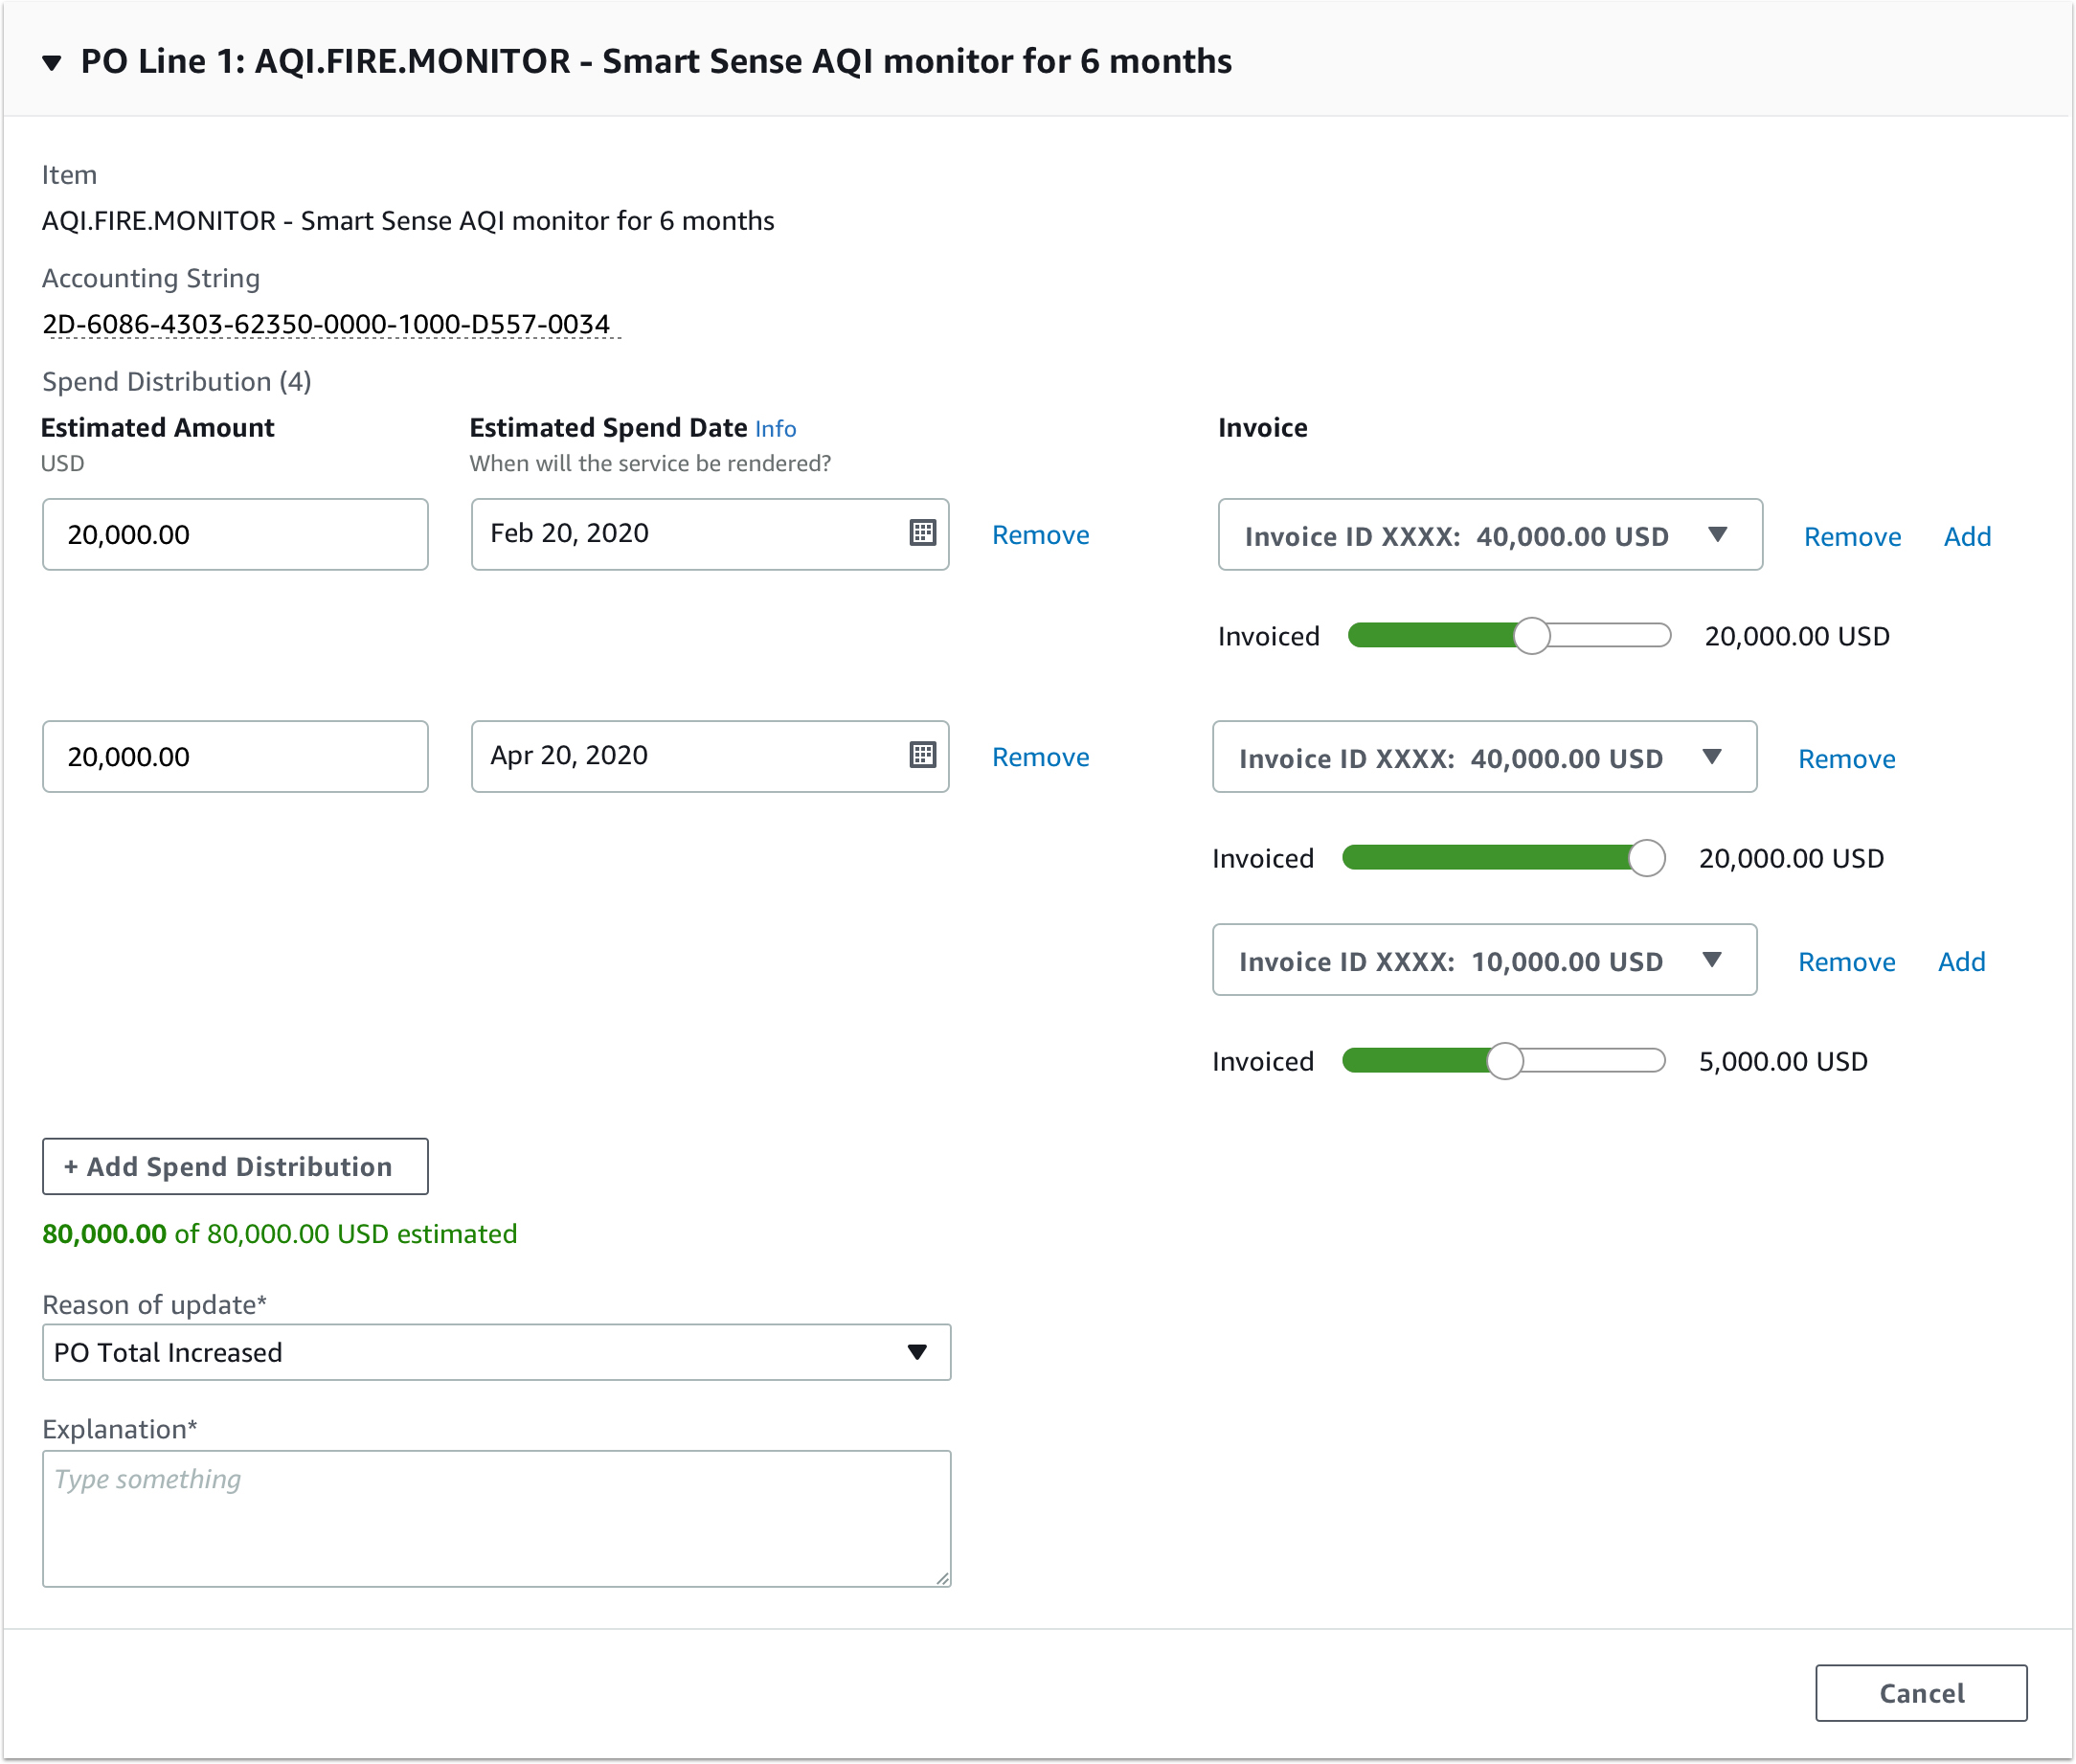 PO Line 1: AQI.FIRE.MONITOR - Smart Sense AQI monitor for 6 months
Item
AQI.FIRE.MONITOR - Smart Sense AQI monitor for 6 months
Accounting String
2D-6086-4303-62350-0000-1000-D557-0034
Spend Distribution (4)
Estimated Amount Estimated Spend Date Info Invoice
USD When will the service be rendered?
20,000.00 Feb 20, 2020 Remove Invoice ID XXXX: 40,000.00 USD Remove Add
Invoiced 20,000.00 USD
20,000.00 Apr 20, 2020 Remove Invoice ID XXXX: 40,000.00 USD Remove
Invoiced 20,000.00 USD
Invoice ID XXXX: 10,000.00 USD Remove Add
Invoiced 5,000.00 USD
+ Add Spend Distribution
80,000.00 of 80,000.00 USD estimated
Reason of update*
PO Total Increased
Explanation*
Type something
Cancel